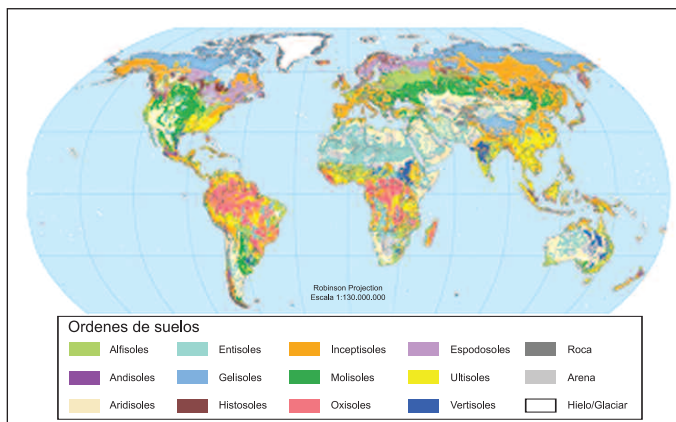 Robinson Projection
Escala 1:130.000.000
Ordenes de suelos
Alfisoles Entisoles Inceptisoles Espodosoles Roca
Andisoles Gelisoles Molisoles Ultisoles Arena
Aridisoles Histosoles Oxisoles Vertisoles Hielo/Glaciar